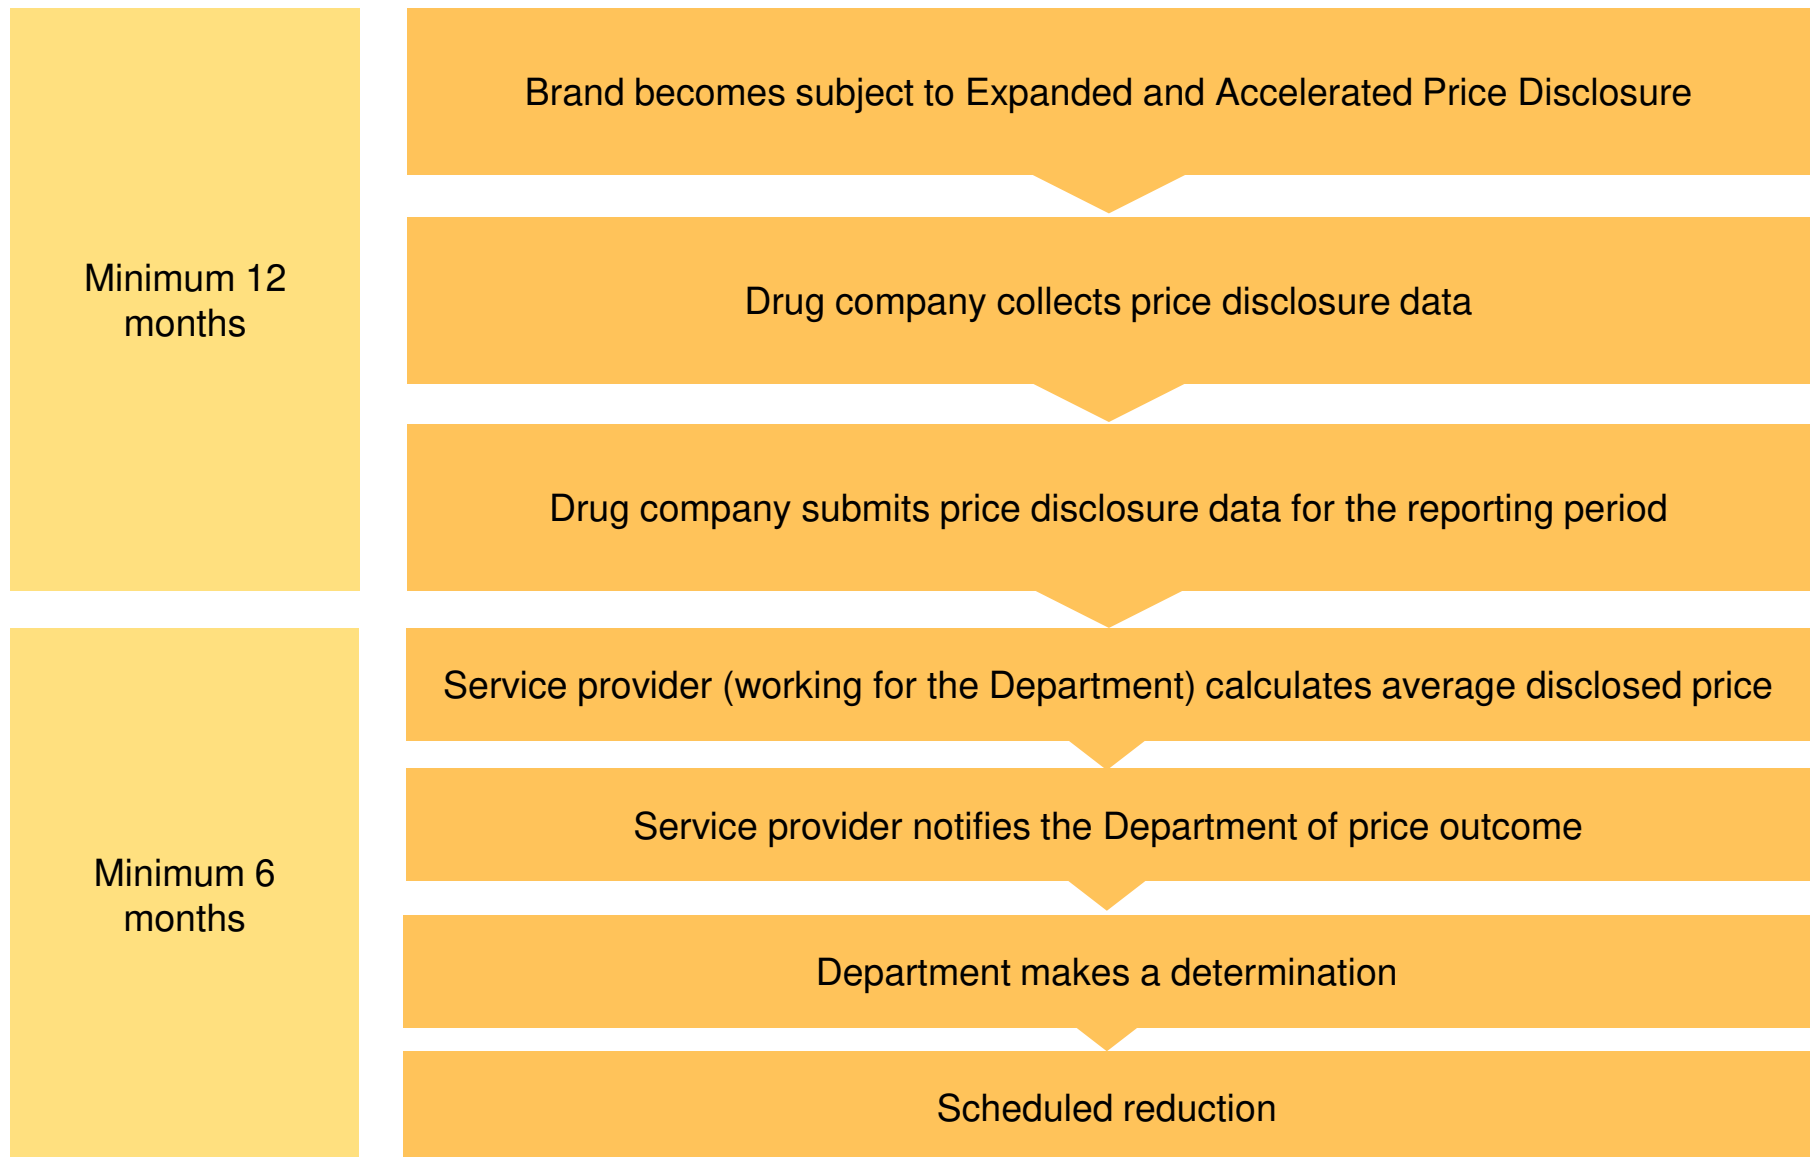 Minimum 12
months
Brand becomes subject to Expanded and Accelerated Price Disclosure
Drug company collects price disclosure data
Drug company submits price disclosure data for the reporting period
Minimum 6
months
Service provider (working for the Department) calculates average disclosed price
Service provider notifies the Department of price outcome
Department makes a determination
Scheduled reduction